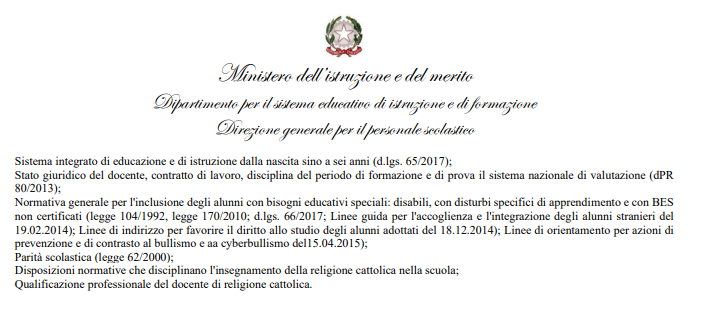 Ministero dell'istruzione e del merito
Dipartimento per il sistema educativo di istruzione e di formazione
Direzione generale per il personale scolastico
Sistema integrato di educazione e di istruzione dalla nascita sino a sei anni (d.lgs. 65/2017);
Stato giuridico del docente, contratto di lavoro, disciplina del periodo di formazione e di prova il sistema nazionale di valutazione (dPR
80/2013);
Normativa generale per l'inclusione degli alunni con bisogni educativi speciali: disabili, con disturbi specifici di apprendimento e con BES
non certificati (legge 104/1992, legge 170/2010; d.lgs. 66/2017; Linee guida per l'accoglienza e l'integrazione degli alunni stranieri del
19.02.2014); Linee di indirizzo per favorire il diritto allo studio degli alunni adottati del 18.12.2014); Linee di orientamento per azioni di
prevenzione e di contrasto al bullismo e aa cyberbullismo del15.04.2015);
Parità scolastica (legge 62/2000);
Disposizioni normative che disciplinano l'insegnamento della religione cattolica nella scuola;
Qualificazione professionale del docente di religione cattolica.